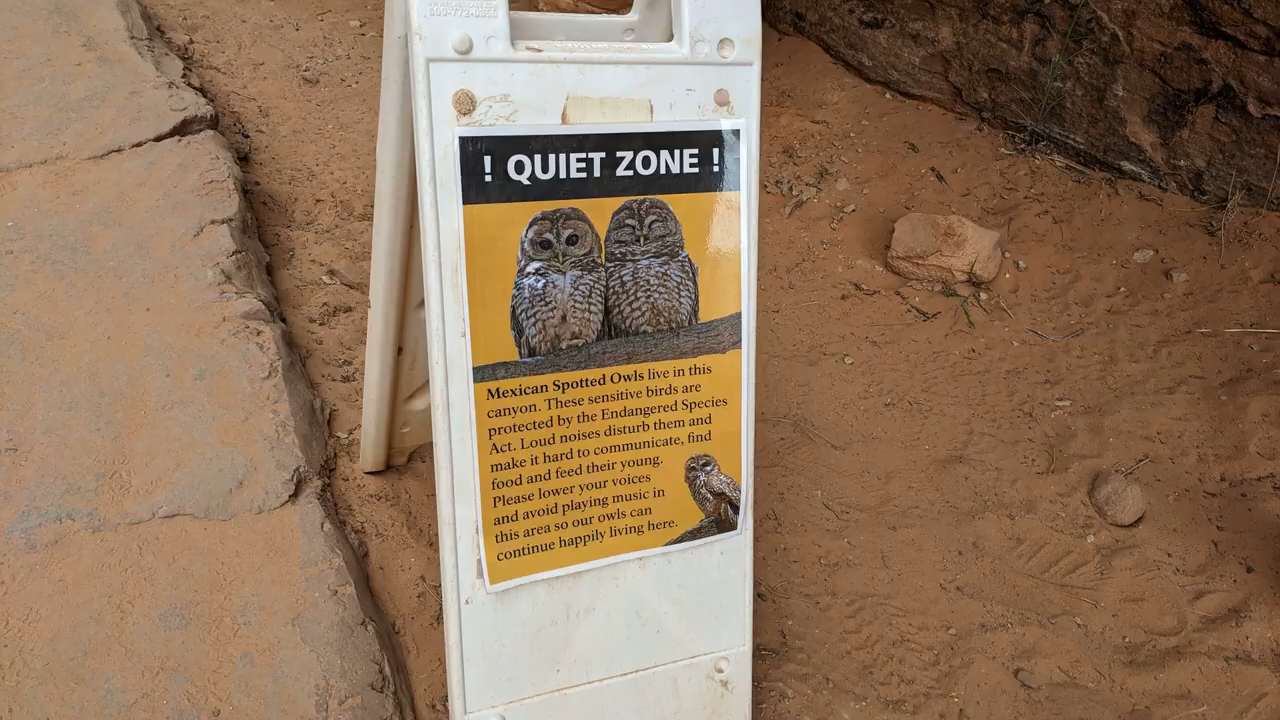 ! QUIET ZONE !
Mexican Spotted Owls live in this
canyon. These sensitive birds are
protected by the Endangered Species
Act. Loud noises disturb them and
make it hard to communicate, find
food and feed their young.
Please lower your voices
and avoid playing music in
this area so our owls can
continue happily living here.